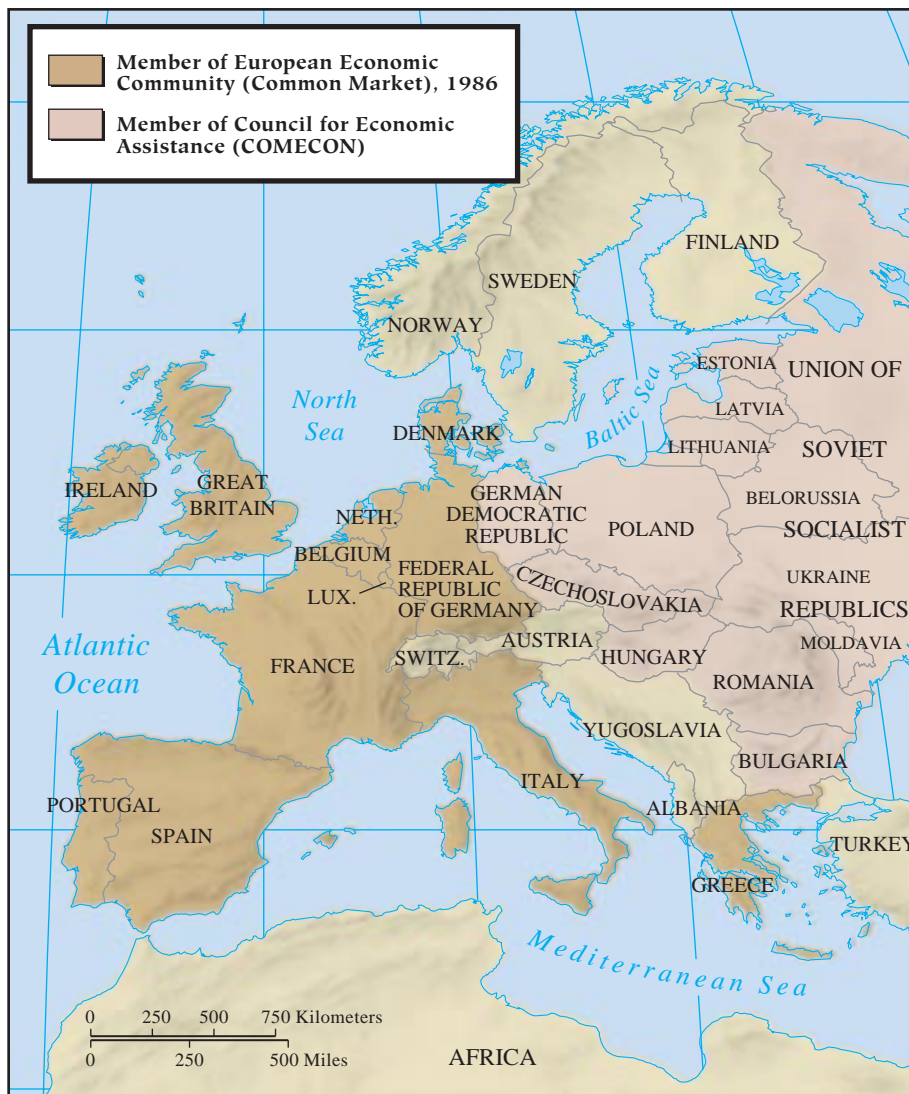 Member of European Economic
Community (Common Market), 1986
Member of Council for Economic
Assistance (COMECON)
FINLAND
SWEDEN
NORWAY
ESTONIA
UNION OF
North
Sea
Baltic Sea
LATVIA
DENMARK
LITHUANIA
SOVIET
IRELAND
GREAT
BRITAIN
NETH.
GERMAN
DEMOCRATIC
REPUBLIC
POLAND
BELORUSSIA
SOCIALIST
BELGIUM
LUX.
FEDERAL
REPUBLIC
OF GERMANY
CZECHOSLOVAKIA
UKRAINE
REPUBLICS
Atlantic
Ocean
FRANCE
SWITZ.
AUSTRIA
HUNGARY
MOLDAVIA
ROMANIA
YUGOSLAVIA
BULGARIA
ITALY
PORTUGAL
SPAIN
ALBANIA
TURKEY
GREECE
Mediterranean Sea
0 250 500 750 Kilometers
0 250 500 Miles
AFRICA